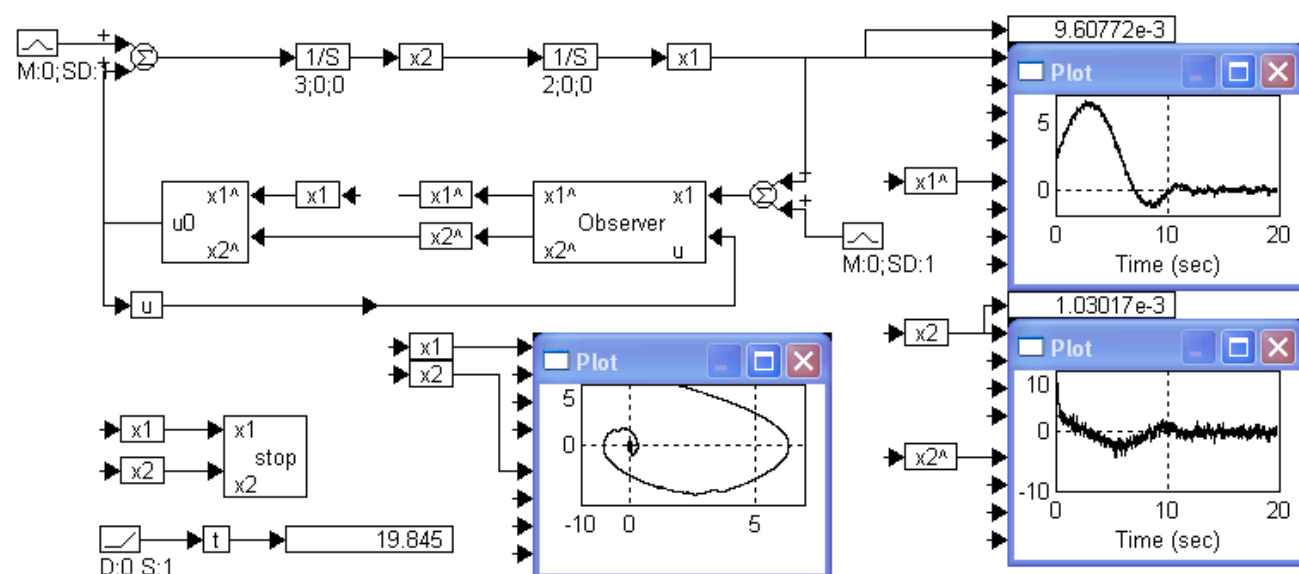 9.60772e-3
+
Σ
1/S
x2
1/S
x1
+
M:0;SD:1
3;0;0
2;0;0
Plot
5
0
0
10
20
Time (sec)
x1^
x1
x1^
x1^
x1
+
Σ
+
u0
Observer
x2^
x2^
x2^
u
M:0;SD:1
u
1.03017e-3
x2
Plot
10
0
-10
0
10
20
Time (sec)
x2^
x1
x2
Plot
5
0
-10
0
5
x1
x1
stop
x2
x2
t
19.845
D:0 S:1